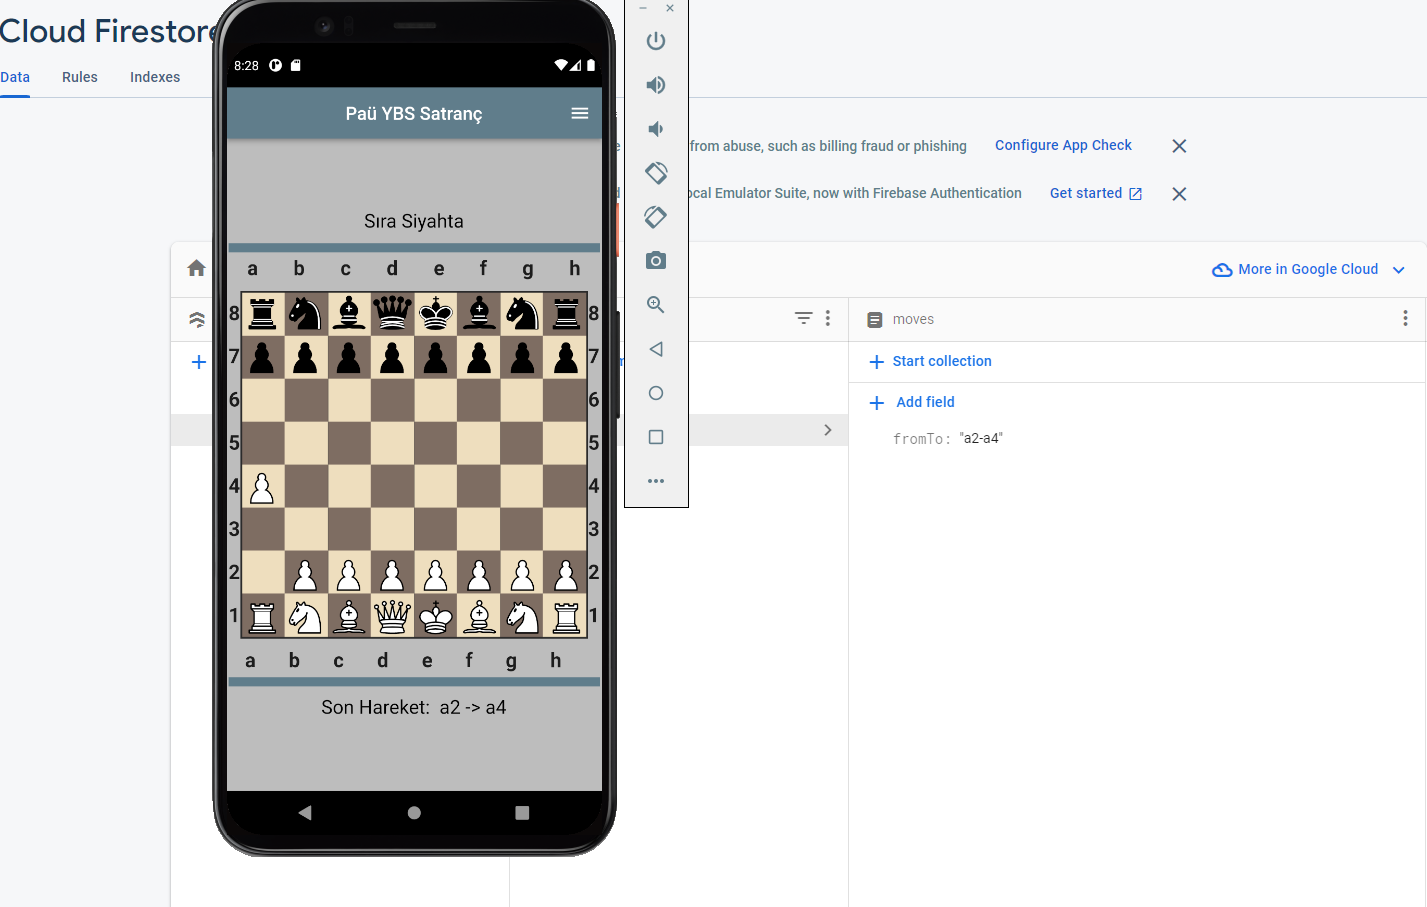 Cloud Firestore
Data Rules Indexes
8:28
Paü YBS Satranç
from abuse, such as billing fraud or phishing Configure App Check
ocal Emulator Suite, now with Firebase Authentication Get started
Sıra Siyahta
a b c d e f g h
More in Google Cloud
8 8
moves
7 7
Start collection
6 6
Add field
5 5
fromTo: "a2-a4"
4 4
3 3
2 2
1 1
a b c d e f g h
Son Hareket: a2 -> a4